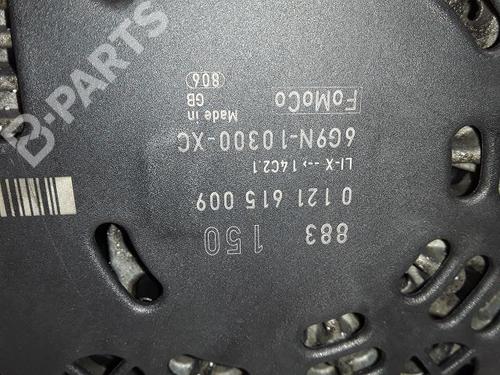 883
150
0 121 615 009
LI-X --> 14C2.1
6G9N-10300-XC
FoMoCo
Made in
GB
806
B-PARTS